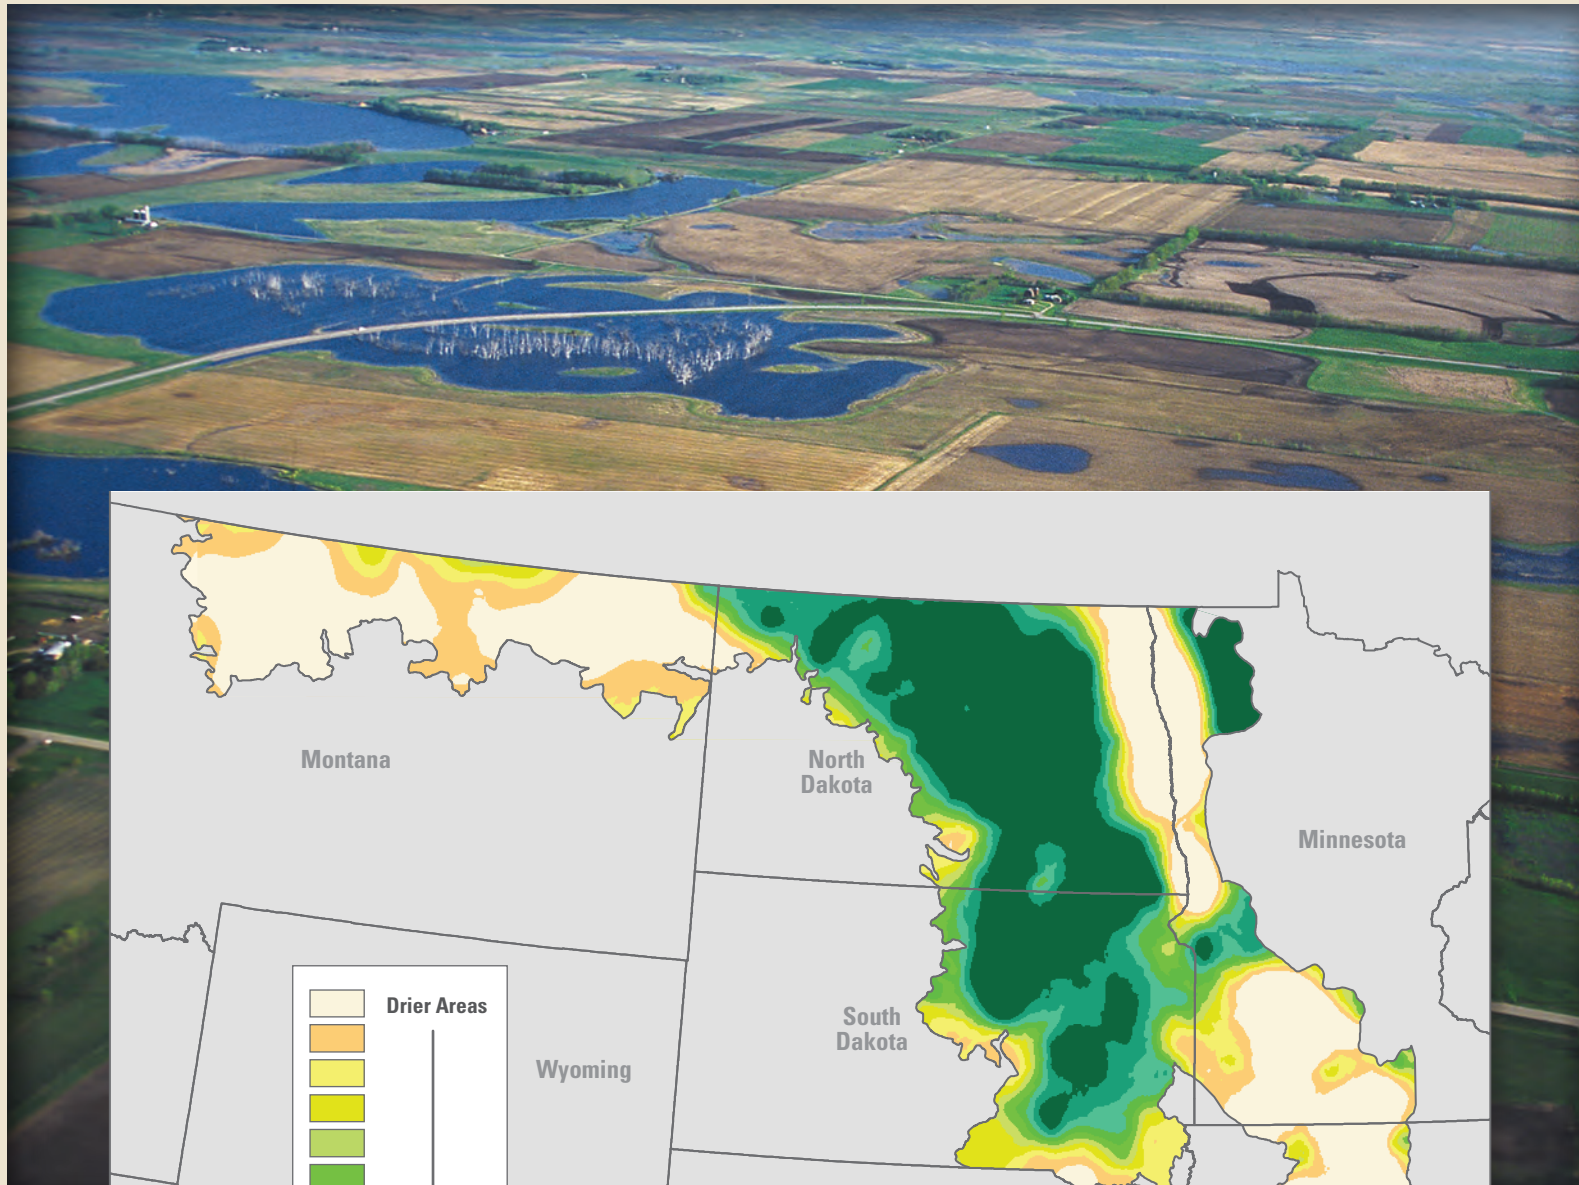 Montana
North
Dakota
Minnesota
South
Dakota
Wyoming
Drier Areas